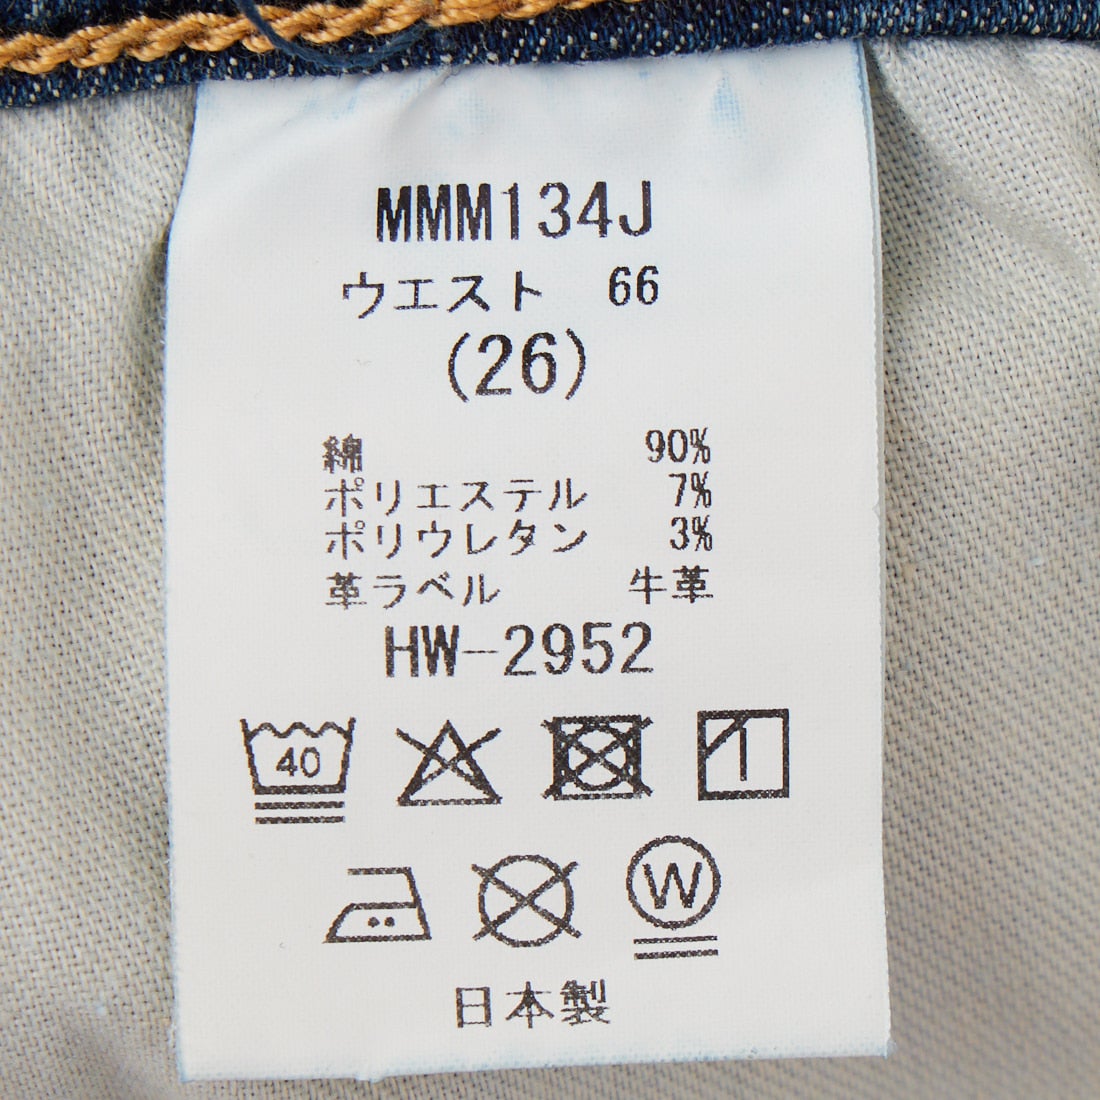 MMM134J
ウエスト 66
(26)
綿 90%
ポリエステル 7%
ポリウレタン 3%
革ラベル 牛革
HW-2952
40
W
日本製